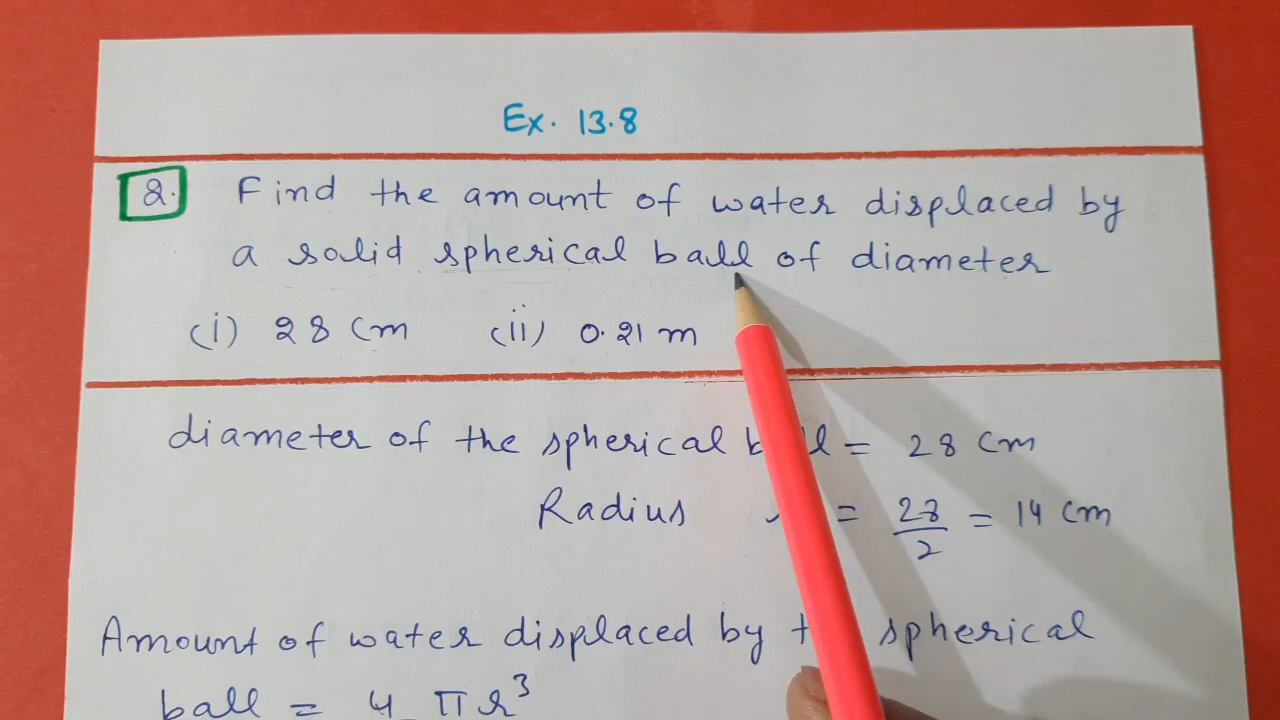 Ex. 13.8
2. Find the amount of water displaced by
a solid spherical ball of diameter
(i) 28 cm (ii) 0.21 m
diameter of the spherical = 28 cm
Radius = 28/2 = 14 cm
Amount of water displaced by spherical
ball = 4 π r³